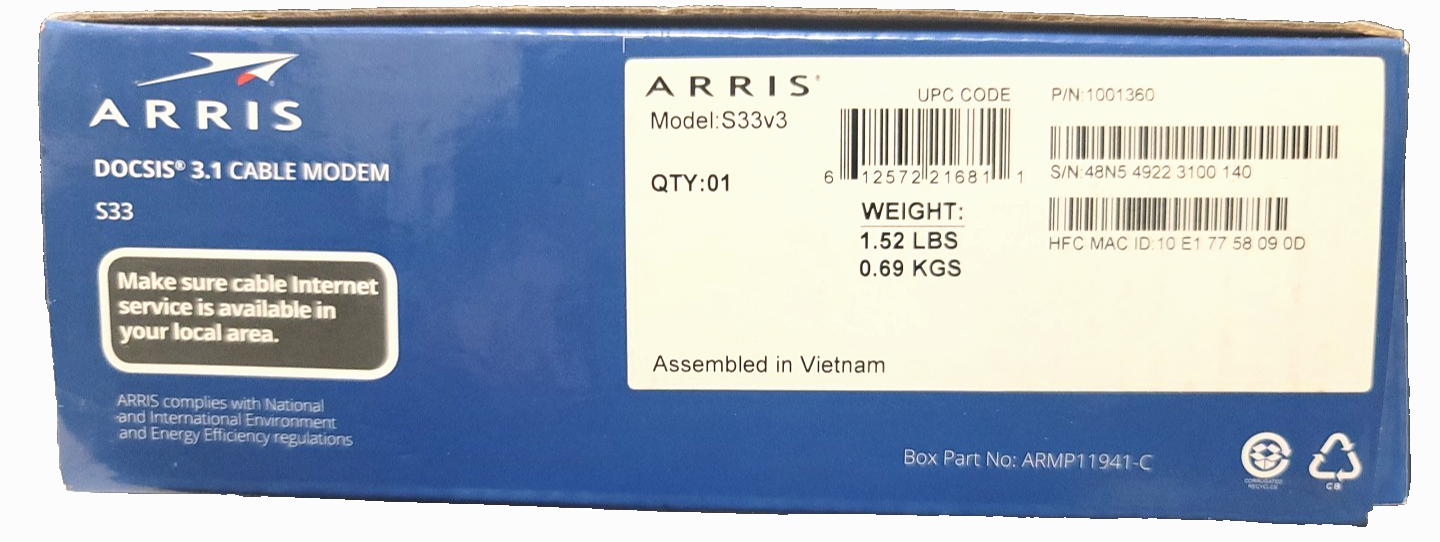 ARRIS
DOCSIS® 3.1 CABLE MODEM
S33
Make sure cable Internet
service is available in
your local area.
ARRIS complies with National
and International Environment
and Energy Efficiency regulations
ARRIS®
Model:S33v3
QTY:01
UPC CODE
6 12572 21681 1
WEIGHT:
1.52 LBS
0.69 KGS
P/N:1001360
S/N:48N5 4922 3100 140
HFC MAC ID:10 E1 77 58 09 0D
Assembled in Vietnam
Box Part No: ARMP11941-C
CORRUGATED
RECYCLES
CB